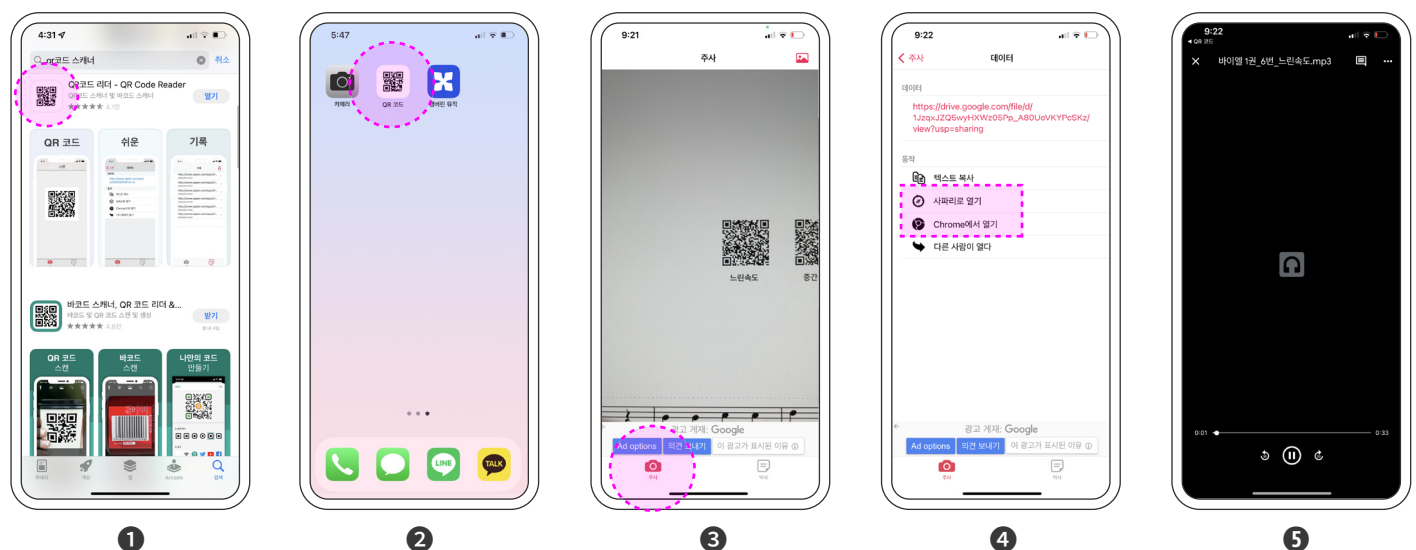 4:31
qr코드 스캐너
취소
QR코드 리더 - QR Code Reader
QR코드 스캐너 및 바코드 스캐너
4.1만
열기
QR 코드
쉬운
기록
바코드 스캐너, QR 코드 리더 &...
바코드 및 QR 코드 스캔 및 생성
4.8만
받기
QR 코드
스캔
바코드
스캔
나만의 코드
만들기
투데이
게임
앱
Arcade
검색
1
5:47
카메라
QR 코드
LINE
TALK
2
9:21
주사
느린속도
중간
광고 게재: Google
Ad options
의견 보내기
이 광고가 표시된 이유
주사
역사
3
9:22
주사
데이터
데이터
https://drive.google.com/file/d/
1JzqxJZQ5wyHXWz05Pp_A80UoVKYPcSKz/
view?usp=sharing
동작
텍스트 복사
사파리로 열기
Chrome에서 열기
다른 사람이 열다
광고 게재: Google
Ad options
의견 보내기
이 광고가 표시된 이유
주사
역사
4
9:22
QR 코드
바이엘 1권_6번_느린속도.mp3
0:01
0:33
5